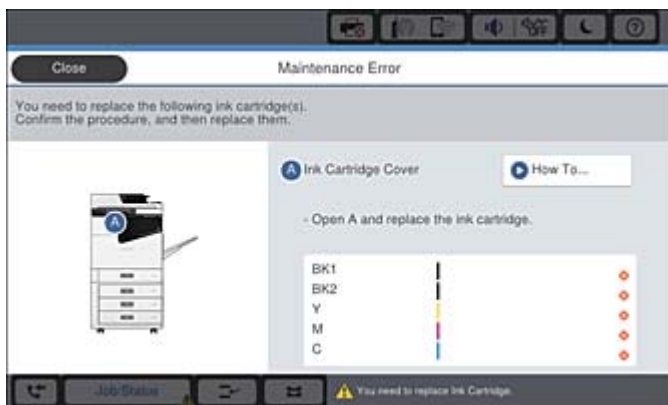 OFF
Close
Maintenance Error
You need to replace the following ink cartridge(s).
Confirm the procedure, and then replace them.
A Ink Cartridge Cover
How To...
A
- Open A and replace the ink cartridge.
BK1
BK2
Y
M
C
Job/Status
You need to replace Ink Cartridge.